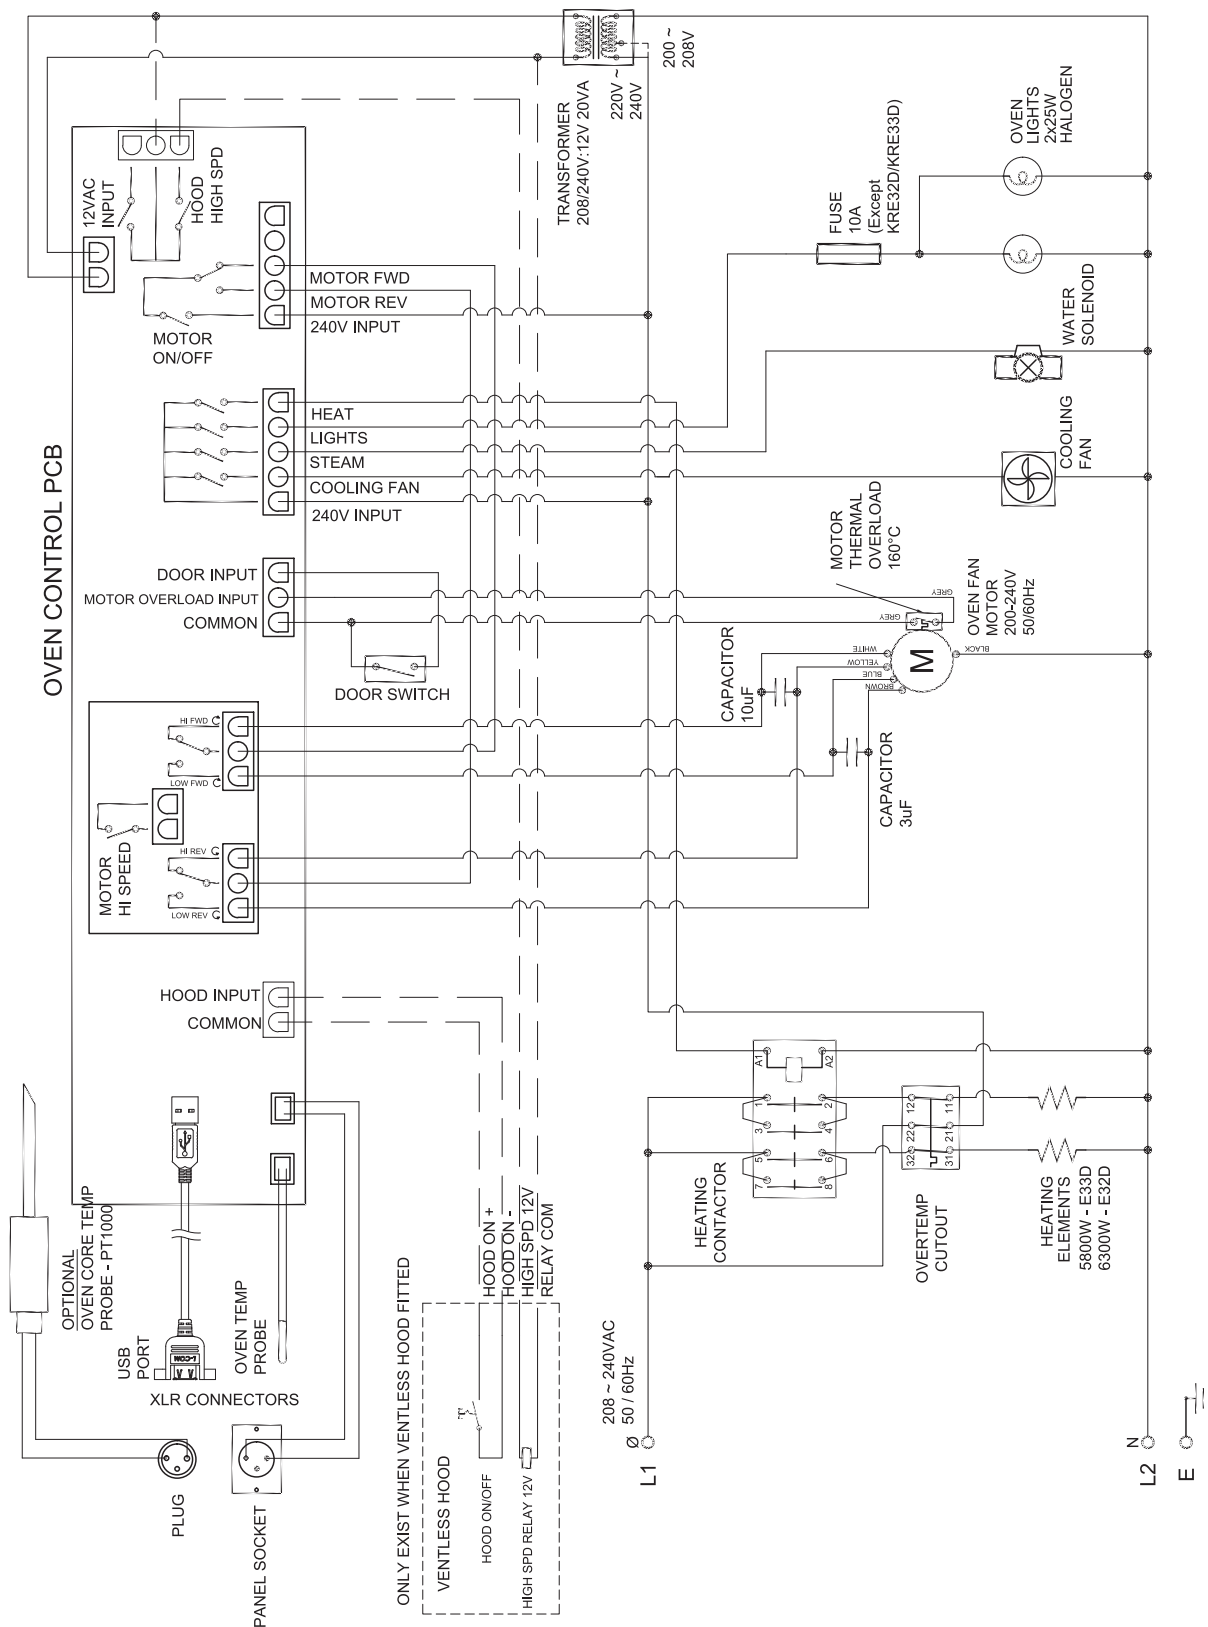 OVEN CONTROL PCB
12VAC
INPUT
HOOD
HIGH SPD
MOTOR
ON/OFF
MOTOR FWD
MOTOR REV
240V INPUT
HEAT
LIGHTS
STEAM
COOLING FAN
240V INPUT
DOOR INPUT
MOTOR OVERLOAD INPUT
COMMON
DOOR SWITCH
HI FWD
LOW FWD
MOTOR
HI SPEED
HI REV
LOW REV
HOOD INPUT
COMMON
TRANSFORMER
208/240V:12V 20VA
220V ~
240V
200 ~
208V
FUSE
10A
(Except
KRE32D/KRE33D)
OVEN
LIGHTS
2x25W
HALOGEN
WATER
SOLENOID
COOLING
FAN
MOTOR
THERMAL
OVERLOAD
160°C
OVEN FAN
MOTOR
200-240V
50/60Hz
GREY
GREY
WHITE
YELLOW
BLUE
BROWN
BLACK
M
CAPACITOR
10uF
CAPACITOR
3uF
A1
A2
1
2
3
4
5
6
7
8
HEATING
CONTACTOR
12
11
22
21
32
31
OVERTEMP
CUTOUT
HEATING
ELEMENTS
5800W - E33D
6300W - E32D
OPTIONAL
OVEN CORE TEMP
PROBE - PT1000
USB
PORT
L-COM
OVEN TEMP
PROBE
XLR CONNECTORS
PLUG
PANEL SOCKET
ONLY EXIST WHEN VENTLESS HOOD FITTED
VENTLESS HOOD
HOOD ON/OFF
HIGH SPD RELAY 12V
HOOD ON +
HOOD ON -
HIGH SPD 12V
RELAY COM
208 ~ 240VAC
50 / 60Hz
Ø
L1
N
L2
E